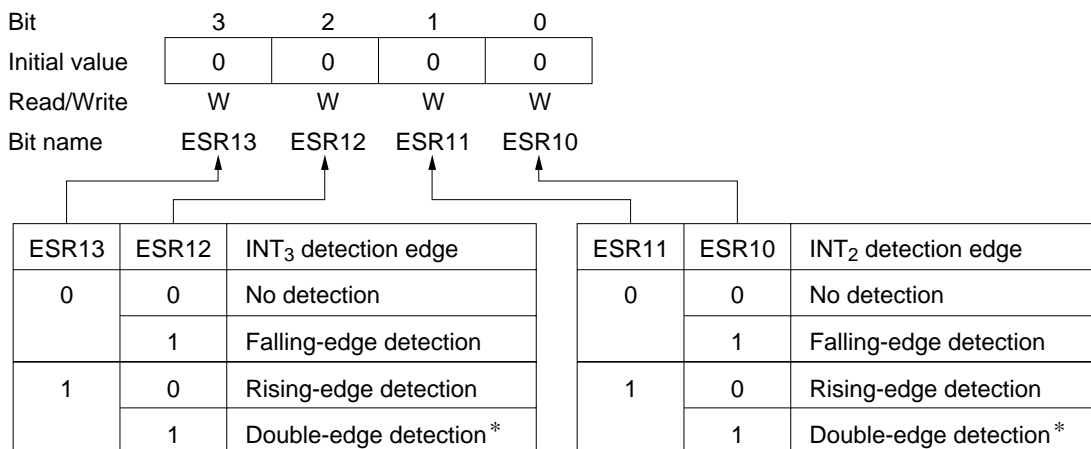 Bit 3 2 1 0
Initial value 0 0 0 0
Read/Write W W W W
Bit name ESR13 ESR12 ESR11 ESR10
ESR13 ESR12 INT3 detection edge ESR11 ESR10 INT2 detection edge
0 0 No detection 0 0 No detection
1 Falling-edge detection 1 Falling-edge detection
1 0 Rising-edge detection 1 0 Rising-edge detection
1 Double-edge detection* 1 Double-edge detection*